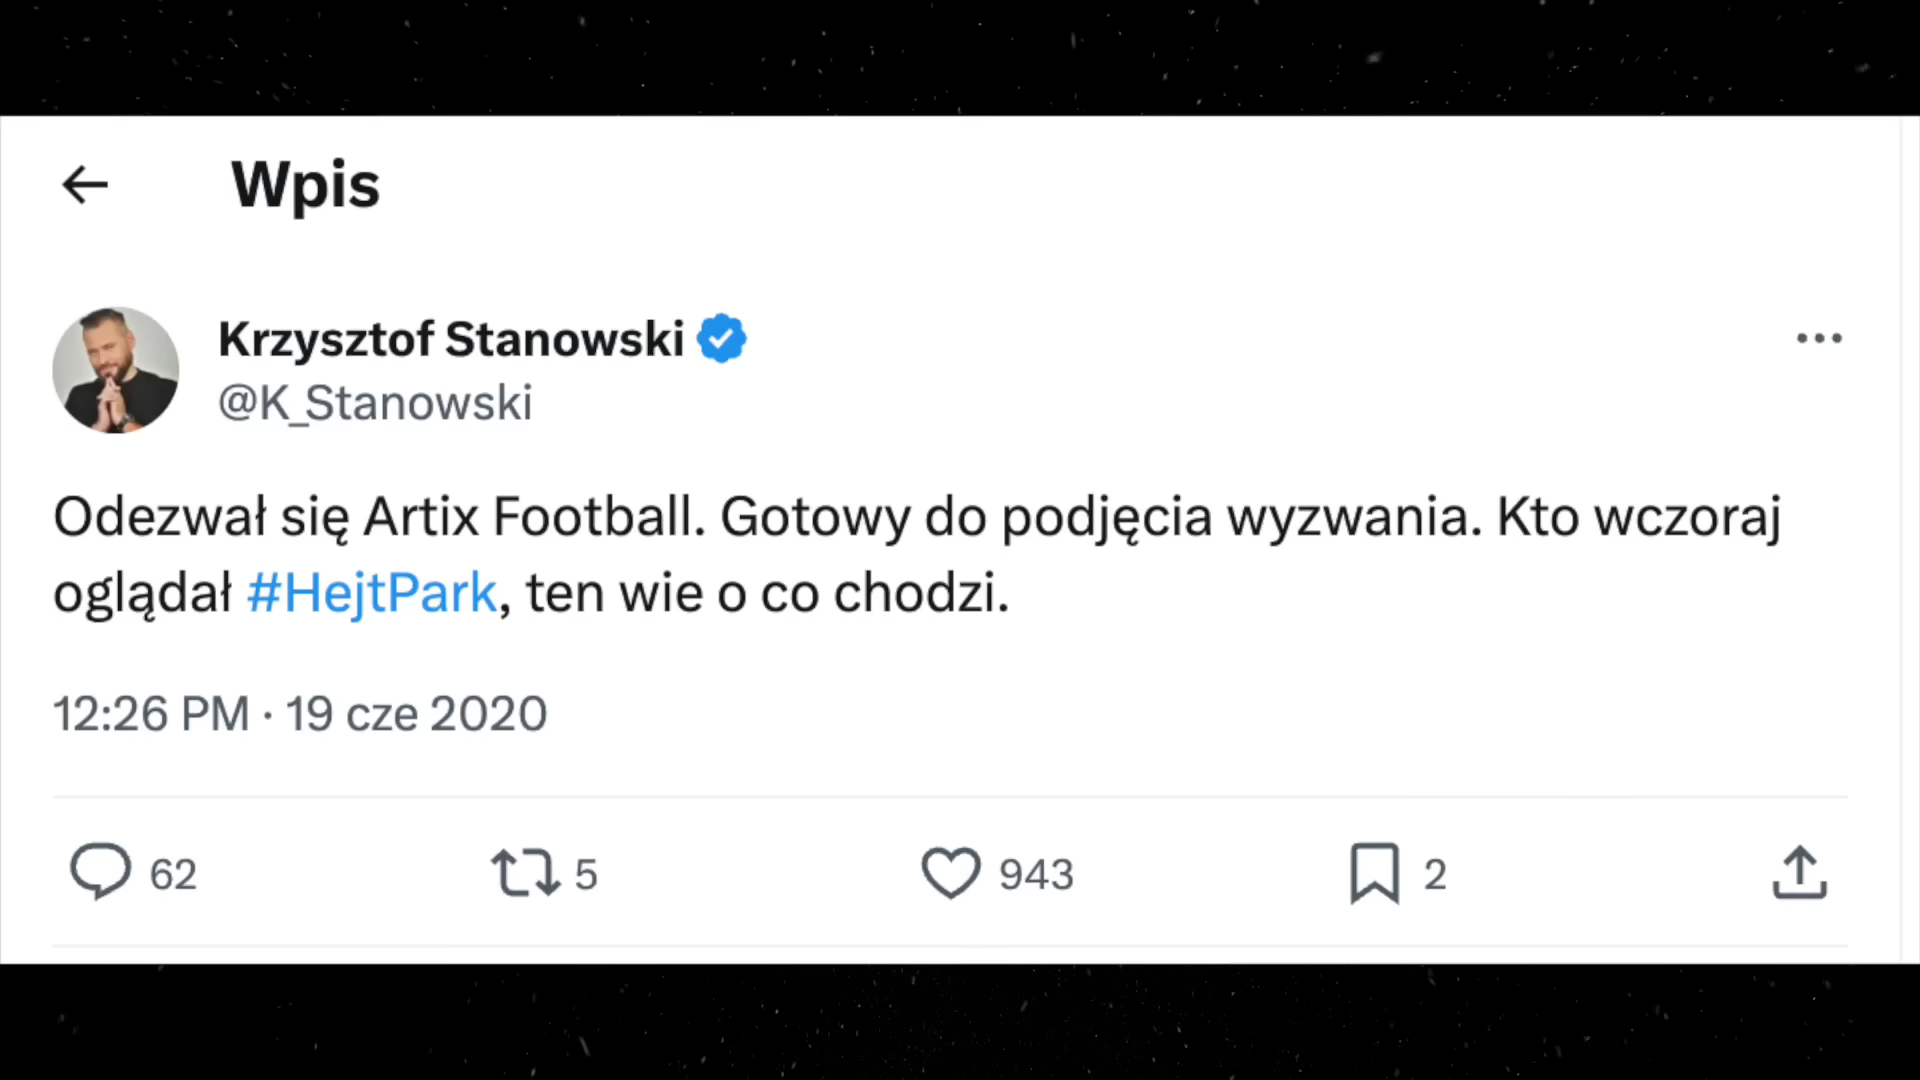 Wpis
Krzysztof Stanowski
@K_Stanowski
Odezwał się Artix Football. Gotowy do podjęcia wyzwania. Kto wczoraj
oglądał #HejtPark, ten wie o co chodzi.
12:26 PM · 19 cze 2020
62 5 943 2